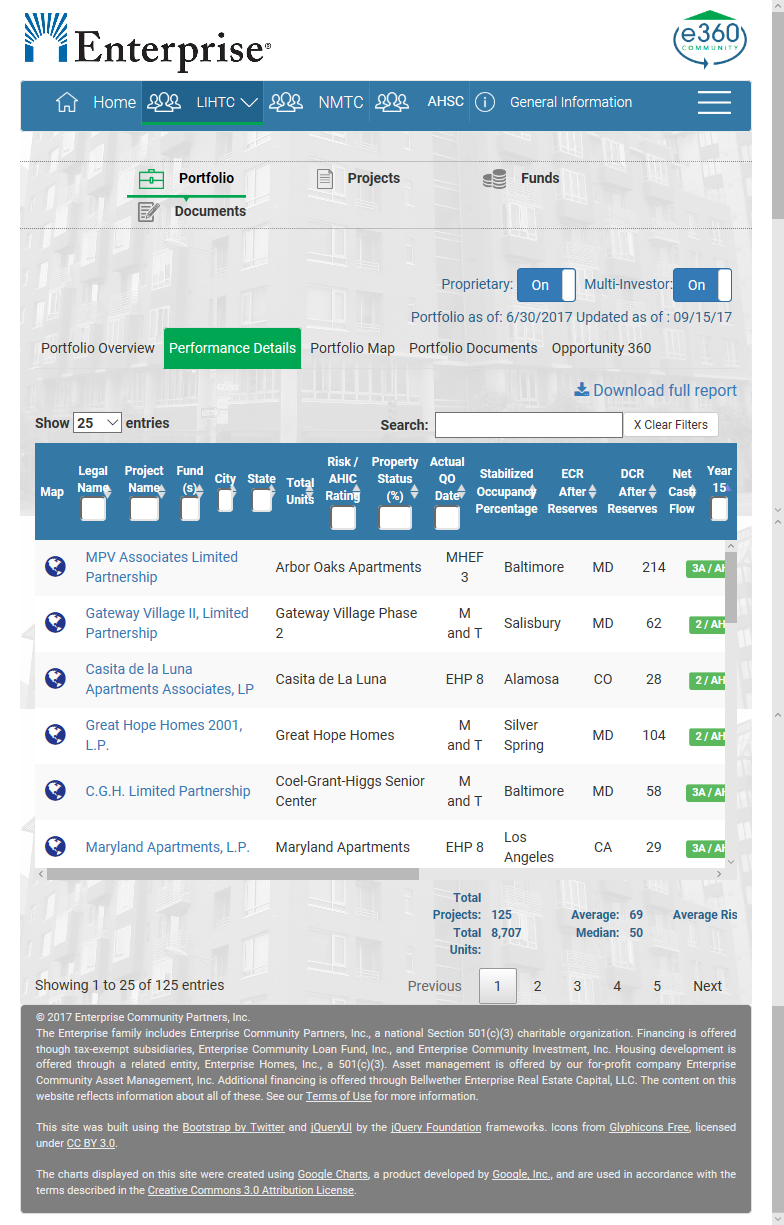 Enterprise®
e360
COMMUNITY
Home LIHTC NMTC AHSC General Information
Portfolio Projects Funds
Documents
Proprietary: On Multi-Investor: On
Portfolio as of: 6/30/2017 Updated as of : 09/15/17
Portfolio Overview Performance Details Portfolio Map Portfolio Documents Opportunity 360
Download full report
Show 25 entries Search: X Clear Filters
Map
Legal
Name
Project
Name
Fund
(s)
City
State
Total
Units
Risk /
AHIC
Rating
Property
Status
(%)
Actual
QO
Date
Stabilized
Occupancy
Percentage
ECR
After
Reserves
DCR
After
Reserves
Net
Cash
Flow
Year
15
MPV Associates Limited
Partnership
Arbor Oaks Apartments
MHEF
3
Baltimore MD 214 3A / AH
Gateway Village II, Limited
Partnership
Gateway Village Phase
2
M
and T
Salisbury MD 62 2 / AH
Casita de la Luna
Apartments Associates, LP
Casita de La Luna EHP 8 Alamosa CO 28 2 / AH
Great Hope Homes 2001,
L.P.
Great Hope Homes
M
and T
Silver
Spring
MD 104 2 / AH
C.G.H. Limited Partnership
Coel-Grant-Higgs Senior
Center
M
and T
Baltimore MD 58 3A / AH
Maryland Apartments, L.P. Maryland Apartments EHP 8
Los
Angeles
CA 29 3A / AH
Total
Projects: 125
Total 8,707
Units:
Average: 69
Median: 50
Average Ris
Showing 1 to 25 of 125 entries Previous 1 2 3 4 5 Next
© 2017 Enterprise Community Partners, Inc.
The Enterprise family includes Enterprise Community Partners, Inc., a national Section 501(c)(3) charitable organization. Financing is offered
though tax-exempt subsidiaries, Enterprise Community Loan Fund, Inc., and Enterprise Community Investment, Inc. Housing development is
offered through a related entity, Enterprise Homes, Inc., a 501(c)(3). Asset management is offered by our for-profit company Enterprise
Community Asset Management, Inc. Additional financing is offered through Bellwether Enterprise Real Estate Capital, LLC. The content on this
website reflects information about all of these. See our Terms of Use for more information.
This site was built using the Bootstrap by Twitter and jQueryUI by the jQuery Foundation frameworks. Icons from Glyphicons Free, licensed
under CC BY 3.0.
The charts displayed on this site were created using Google Charts, a product developed by Google, Inc., and are used in accordance with the
terms described in the Creative Commons 3.0 Attribution License.